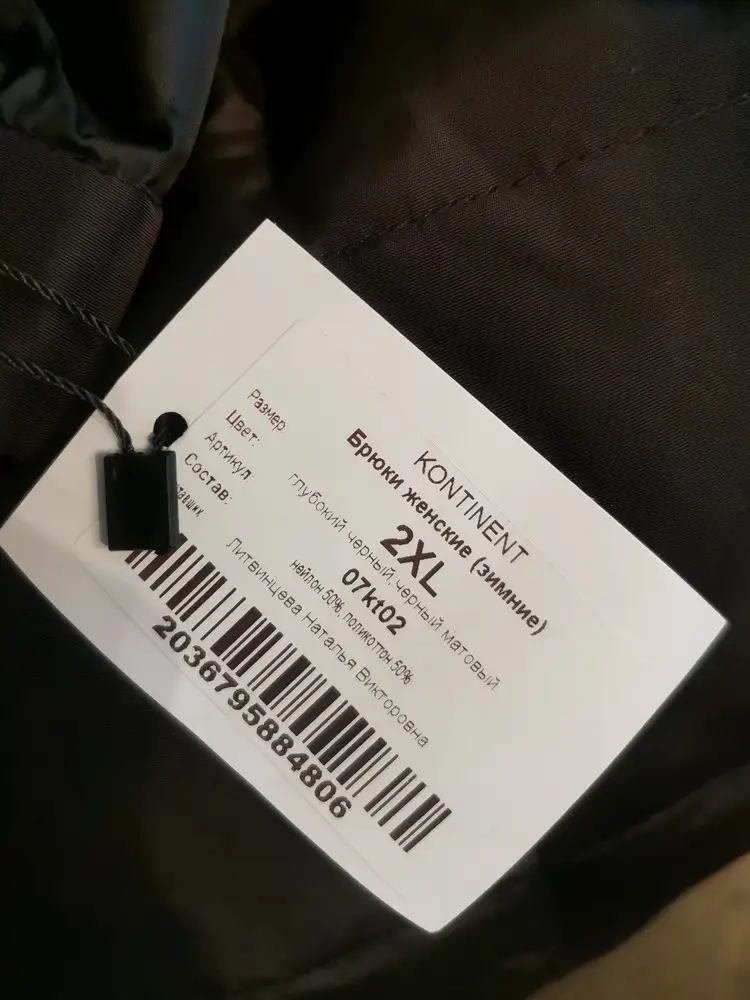 KONTINENT
Брюки женские (зимние)
Размер 2XL
Цвет: глубокий черный,черный матовый
Артикул: 07kt02
Состав: нейлон 50%, поликоттон 50%
Литвинцева Наталья Викторовна
2036795884806